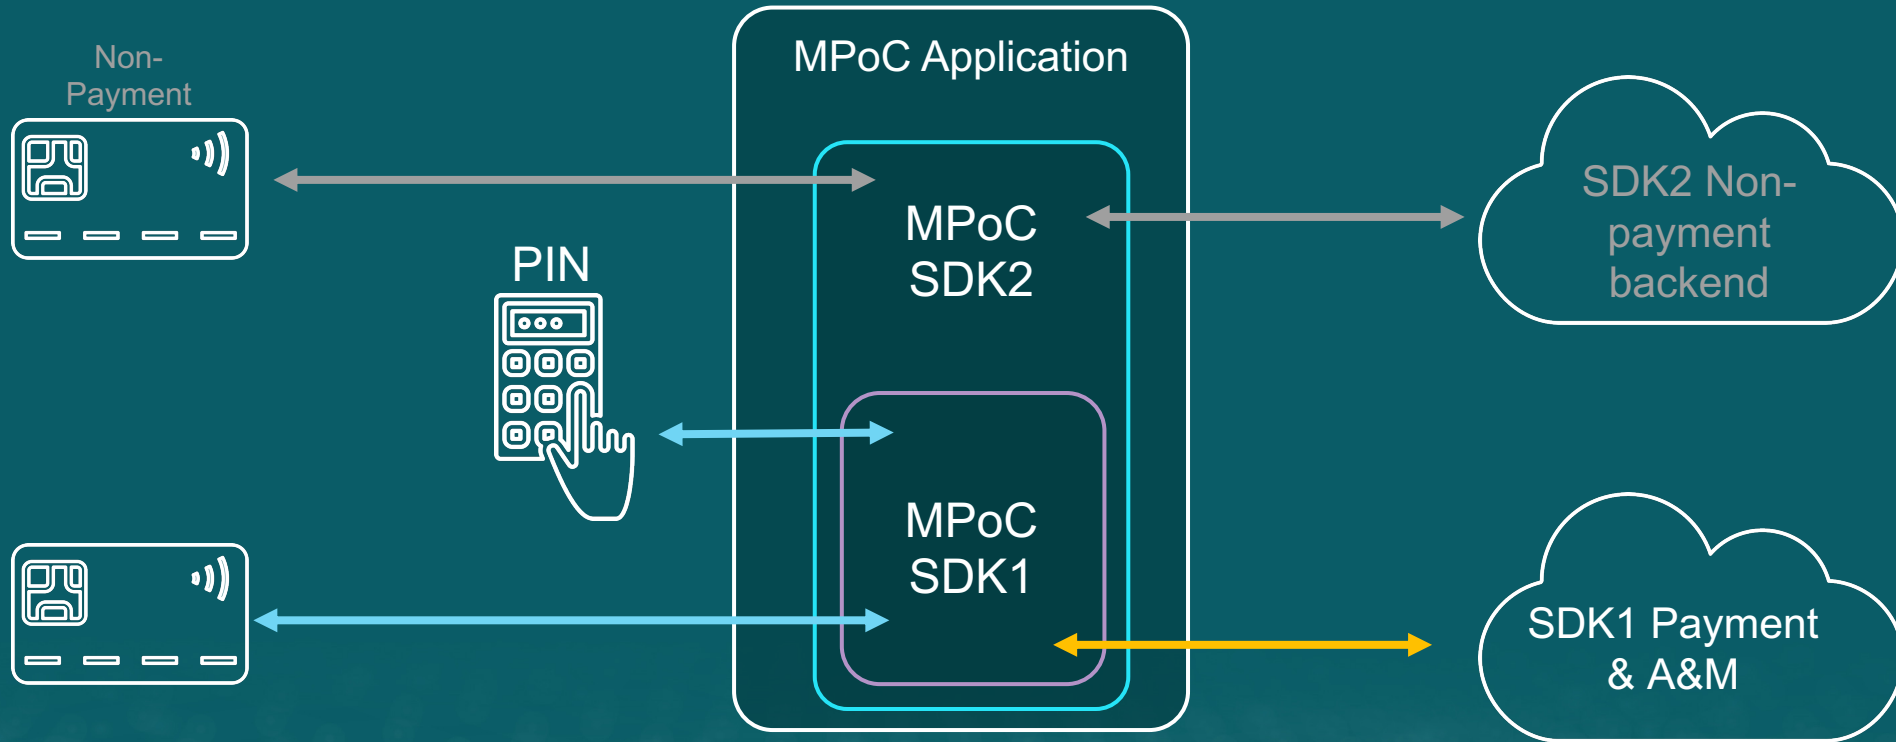 Non-
Payment
MPoC Application
SDK2 Non-
payment
backend
MPoC
SDK2
PIN
MPoC
SDK1
SDK1 Payment
& A&M